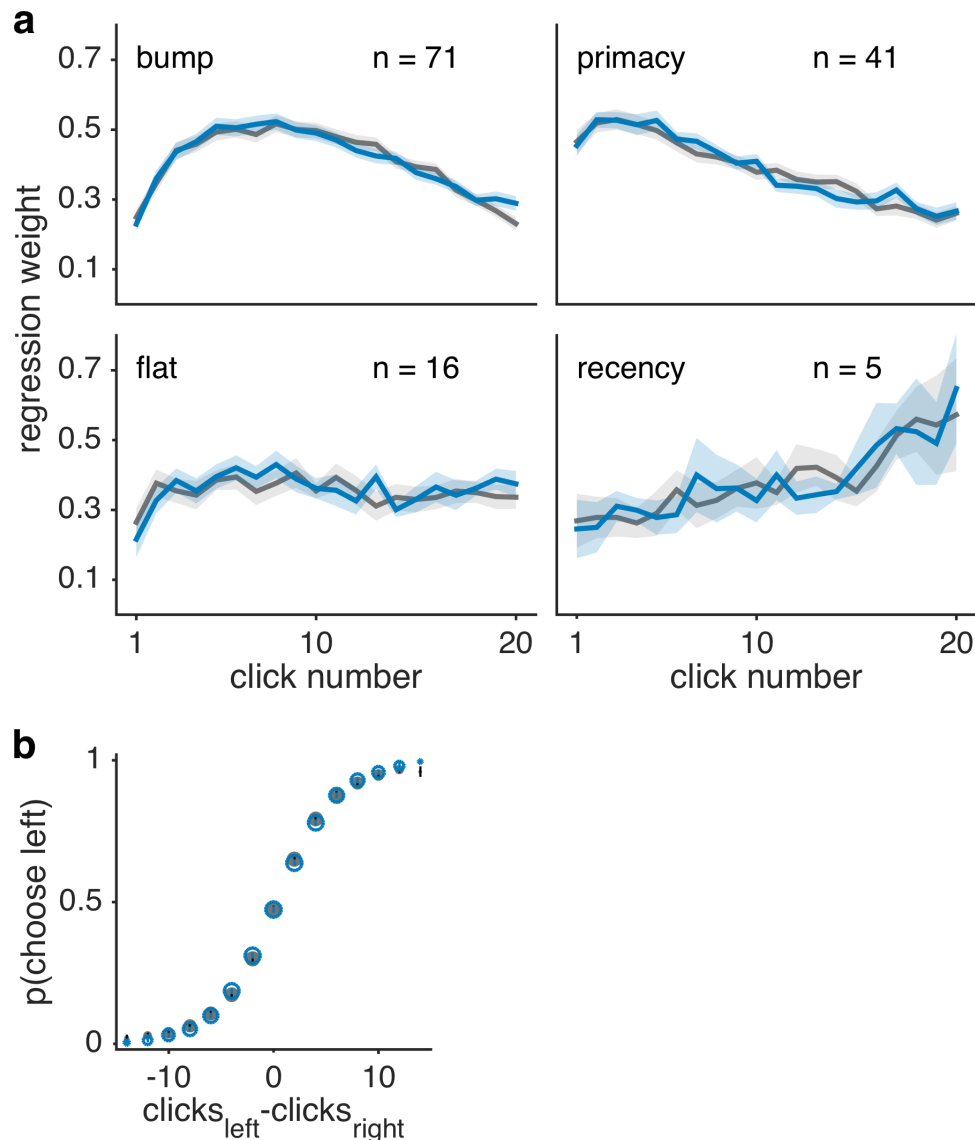 a
bump n = 71
primacy n = 41
0.7
0.5
0.3
0.1
regression weight
flat n = 16
recency n = 5
0.7
0.5
0.3
0.1
1 10 20
1 10 20
click number
click number
b
1
0.5
0
p(choose left)
-10 0 10
clicksleft-clicksright